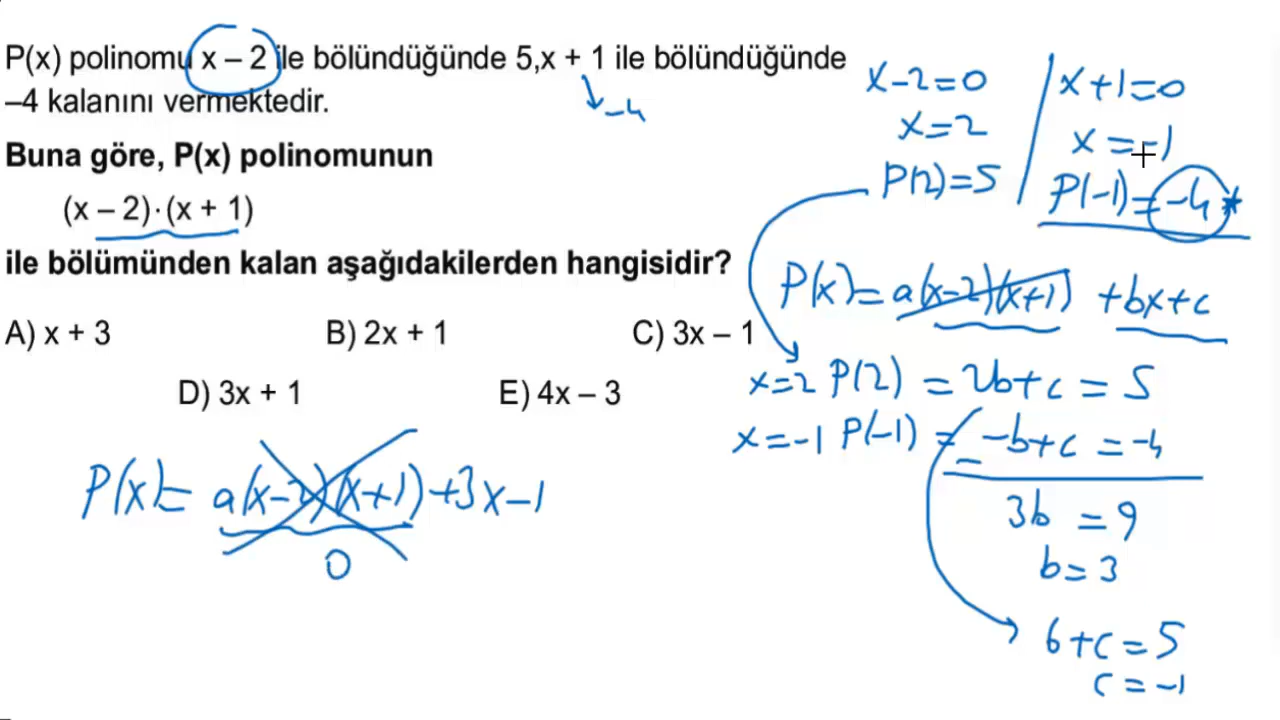 P(x) polinomu x – 2 ile bölündüğünde 5,x + 1 ile bölündüğünde
–4 kalanını vermektedir.
–4
Buna göre, P(x) polinomunun
(x – 2)·(x + 1)
ile bölümünden kalan aşağıdakilerden hangisidir?
A) x + 3 B) 2x + 1 C) 3x – 1
D) 3x + 1 E) 4x – 3
P(x)= a(x-2)(x+1)+3x-1
0
x-2=0
x=2
P(2)=5
x+1=0
x=-1
P(-1)=-4*
P(x)= a(x-2)(x+1) +bx+c
x=2 P(2) = 2b+c = 5
x=-1 P(-1) = -b+c = -4
-
3b = 9
b=3
6+c=5
c=-1